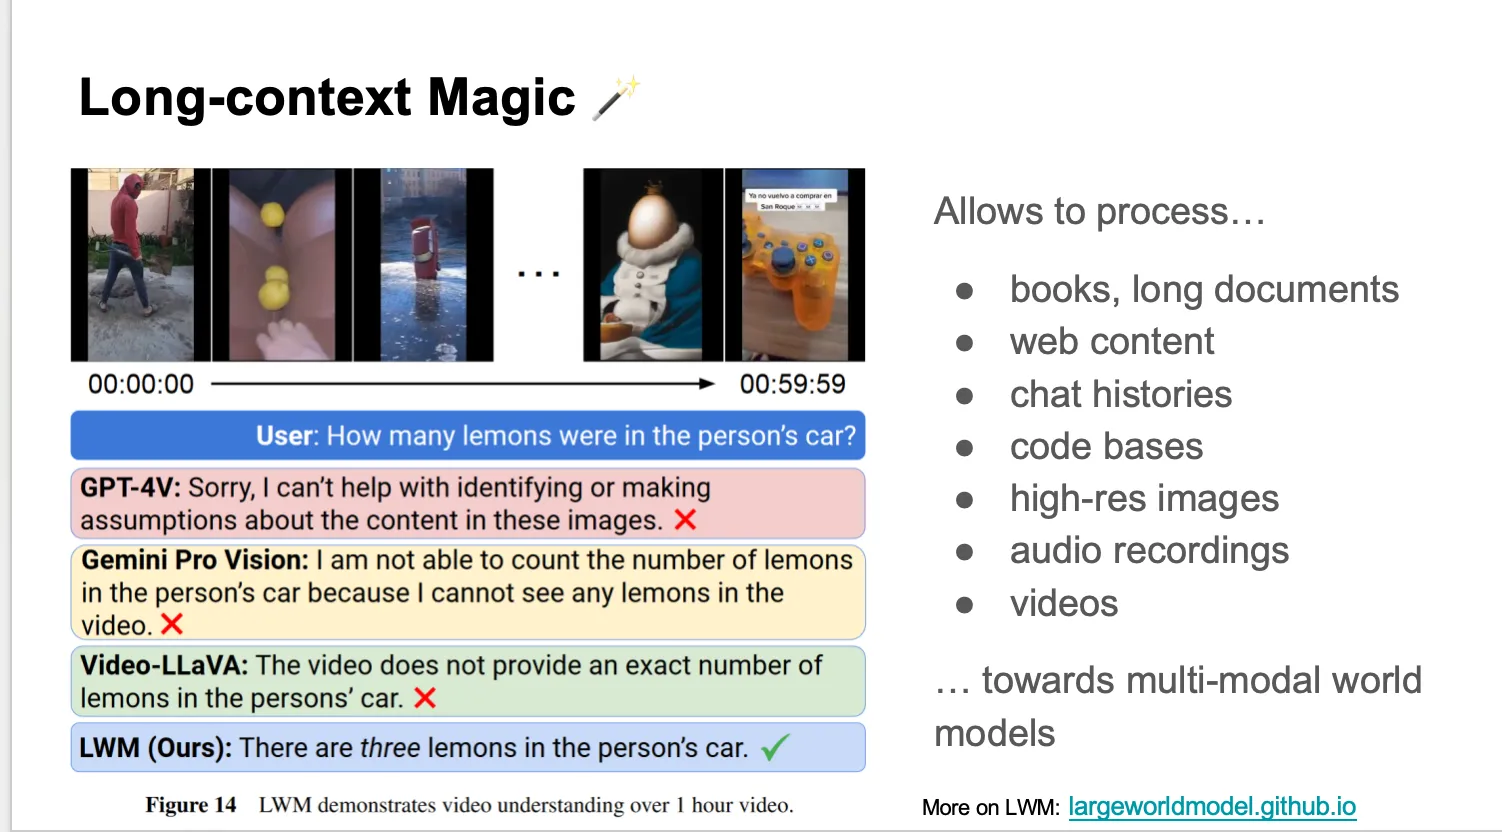 Long-context Magic 🪄
Ya no vuelvo a comprar en
San Roque
...
00:00:00
00:59:59
User: How many lemons were in the person's car?
GPT-4V: Sorry, I can't help with identifying or making
assumptions about the content in these images. ❌
Gemini Pro Vision: I am not able to count the number of lemons
in the person's car because I cannot see any lemons in the
video. ❌
Video-LLaVA: The video does not provide an exact number of
lemons in the persons' car. ❌
LWM (Ours): There are three lemons in the person's car. ✓
Figure 14 LWM demonstrates video understanding over 1 hour video.
Allows to process…
● books, long documents
● web content
● chat histories
● code bases
● high-res images
● audio recordings
● videos
… towards multi-modal world
models
More on LWM: largeworldmodel.github.io